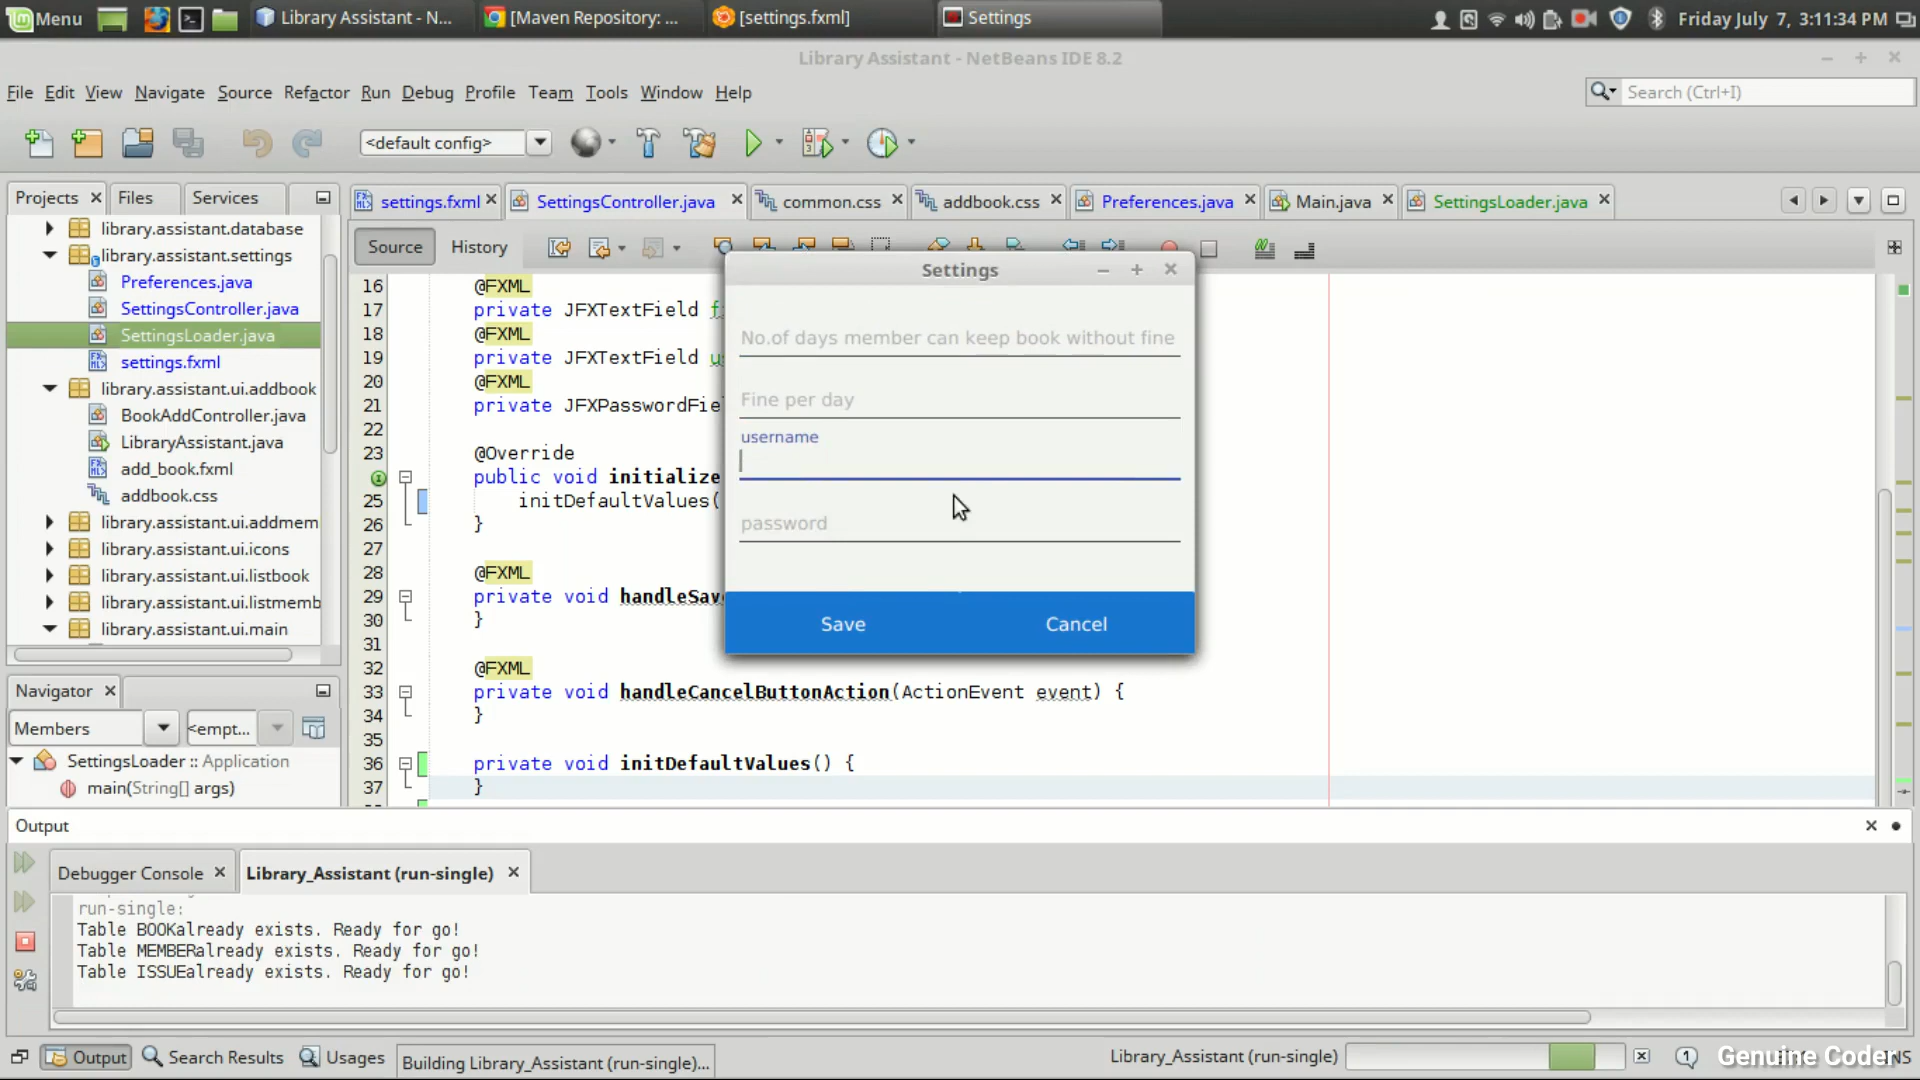 Menu
Library Assistant - N...
[Maven Repository: ...
[settings.fxml]
Settings
Friday July 7, 3:11:34 PM
Library Assistant - NetBeans IDE 8.2
File Edit View Navigate Source Refactor Run Debug Profile Team Tools Window Help
Search (Ctrl+I)
<default config>
Projects
Files
Services
settings.fxml
SettingsController.java
common.css
addbook.css
Preferences.java
Main.java
SettingsLoader.java
Source
History
library.assistant.database
library.assistant.settings
Preferences.java
SettingsController.java
SettingsLoader.java
settings.fxml
library.assistant.ui.addbook
BookAddController.java
LibraryAssistant.java
add_book.fxml
addbook.css
library.assistant.ui.addmem
library.assistant.ui.icons
library.assistant.ui.listbook
library.assistant.ui.listmemb
library.assistant.ui.main
16 @FXML
17 private JFXTextField f
18 @FXML
19 private JFXTextField u
20 @FXML
21 private JFXPasswordFie
22
23 @Override
public void initialize
25 initDefaultValues(
26 }
27
28 @FXML
29 private void handleSav
30 }
31
32 @FXML
33 private void handleCancelButtonAction(ActionEvent event) {
34 }
35
36 private void initDefaultValues() {
37 }
Settings
No.of days member can keep book without fine
Fine per day
username
password
Save
Cancel
Navigator
Members
<empt...
SettingsLoader :: Application
main(String[] args)
Output
Debugger Console
Library_Assistant (run-single)
run-single:
Table BOOKalready exists. Ready for go!
Table MEMBERalready exists. Ready for go!
Table ISSUEalready exists. Ready for go!
Output
Search Results
Usages
Building Library_Assistant (run-single)...
Library_Assistant (run-single)
1
Genuine Coder